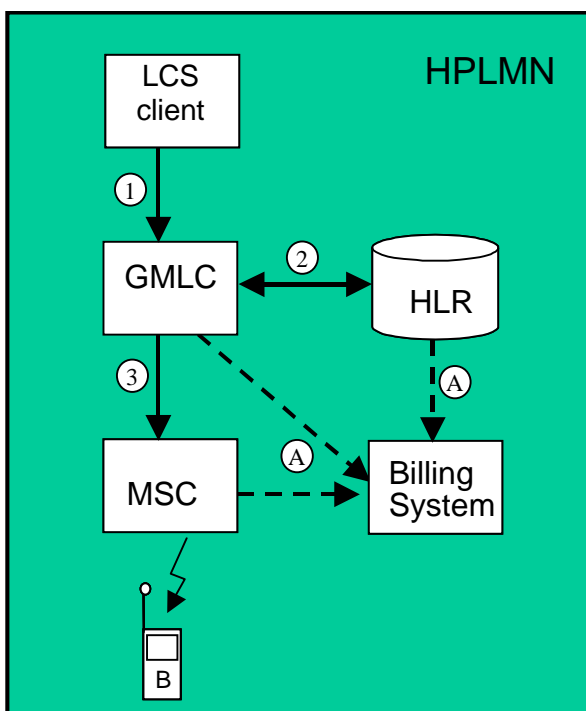 LCS
client
HPLMN
1
GMLC
2
HLR
3
A
A
MSC
Billing
System
B